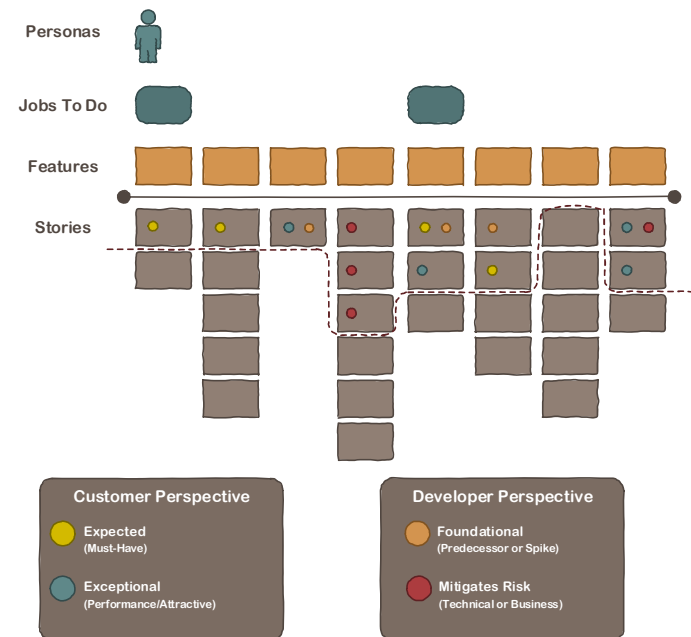 Personas
Jobs To Do
Features
Stories
Customer Perspective
Expected
(Must-Have)
Exceptional
(Performance/Attractive)
Developer Perspective
Foundational
(Predecessor or Spike)
Mitigates Risk
(Technical or Business)